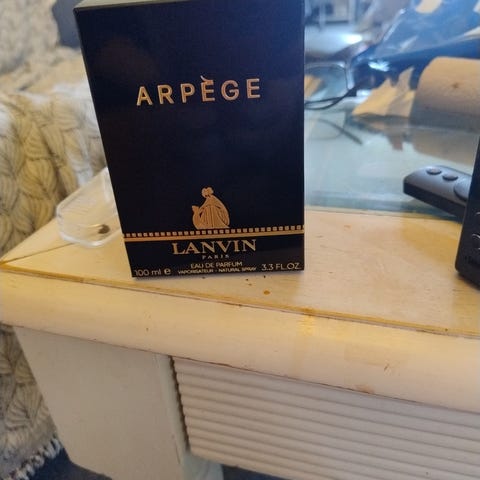 ARPÈGE
LANVIN
PARIS
EAU DE PARFUM
100 ml e VAPORISATEUR - NATURAL SPRAY 3.3 FL.OZ.